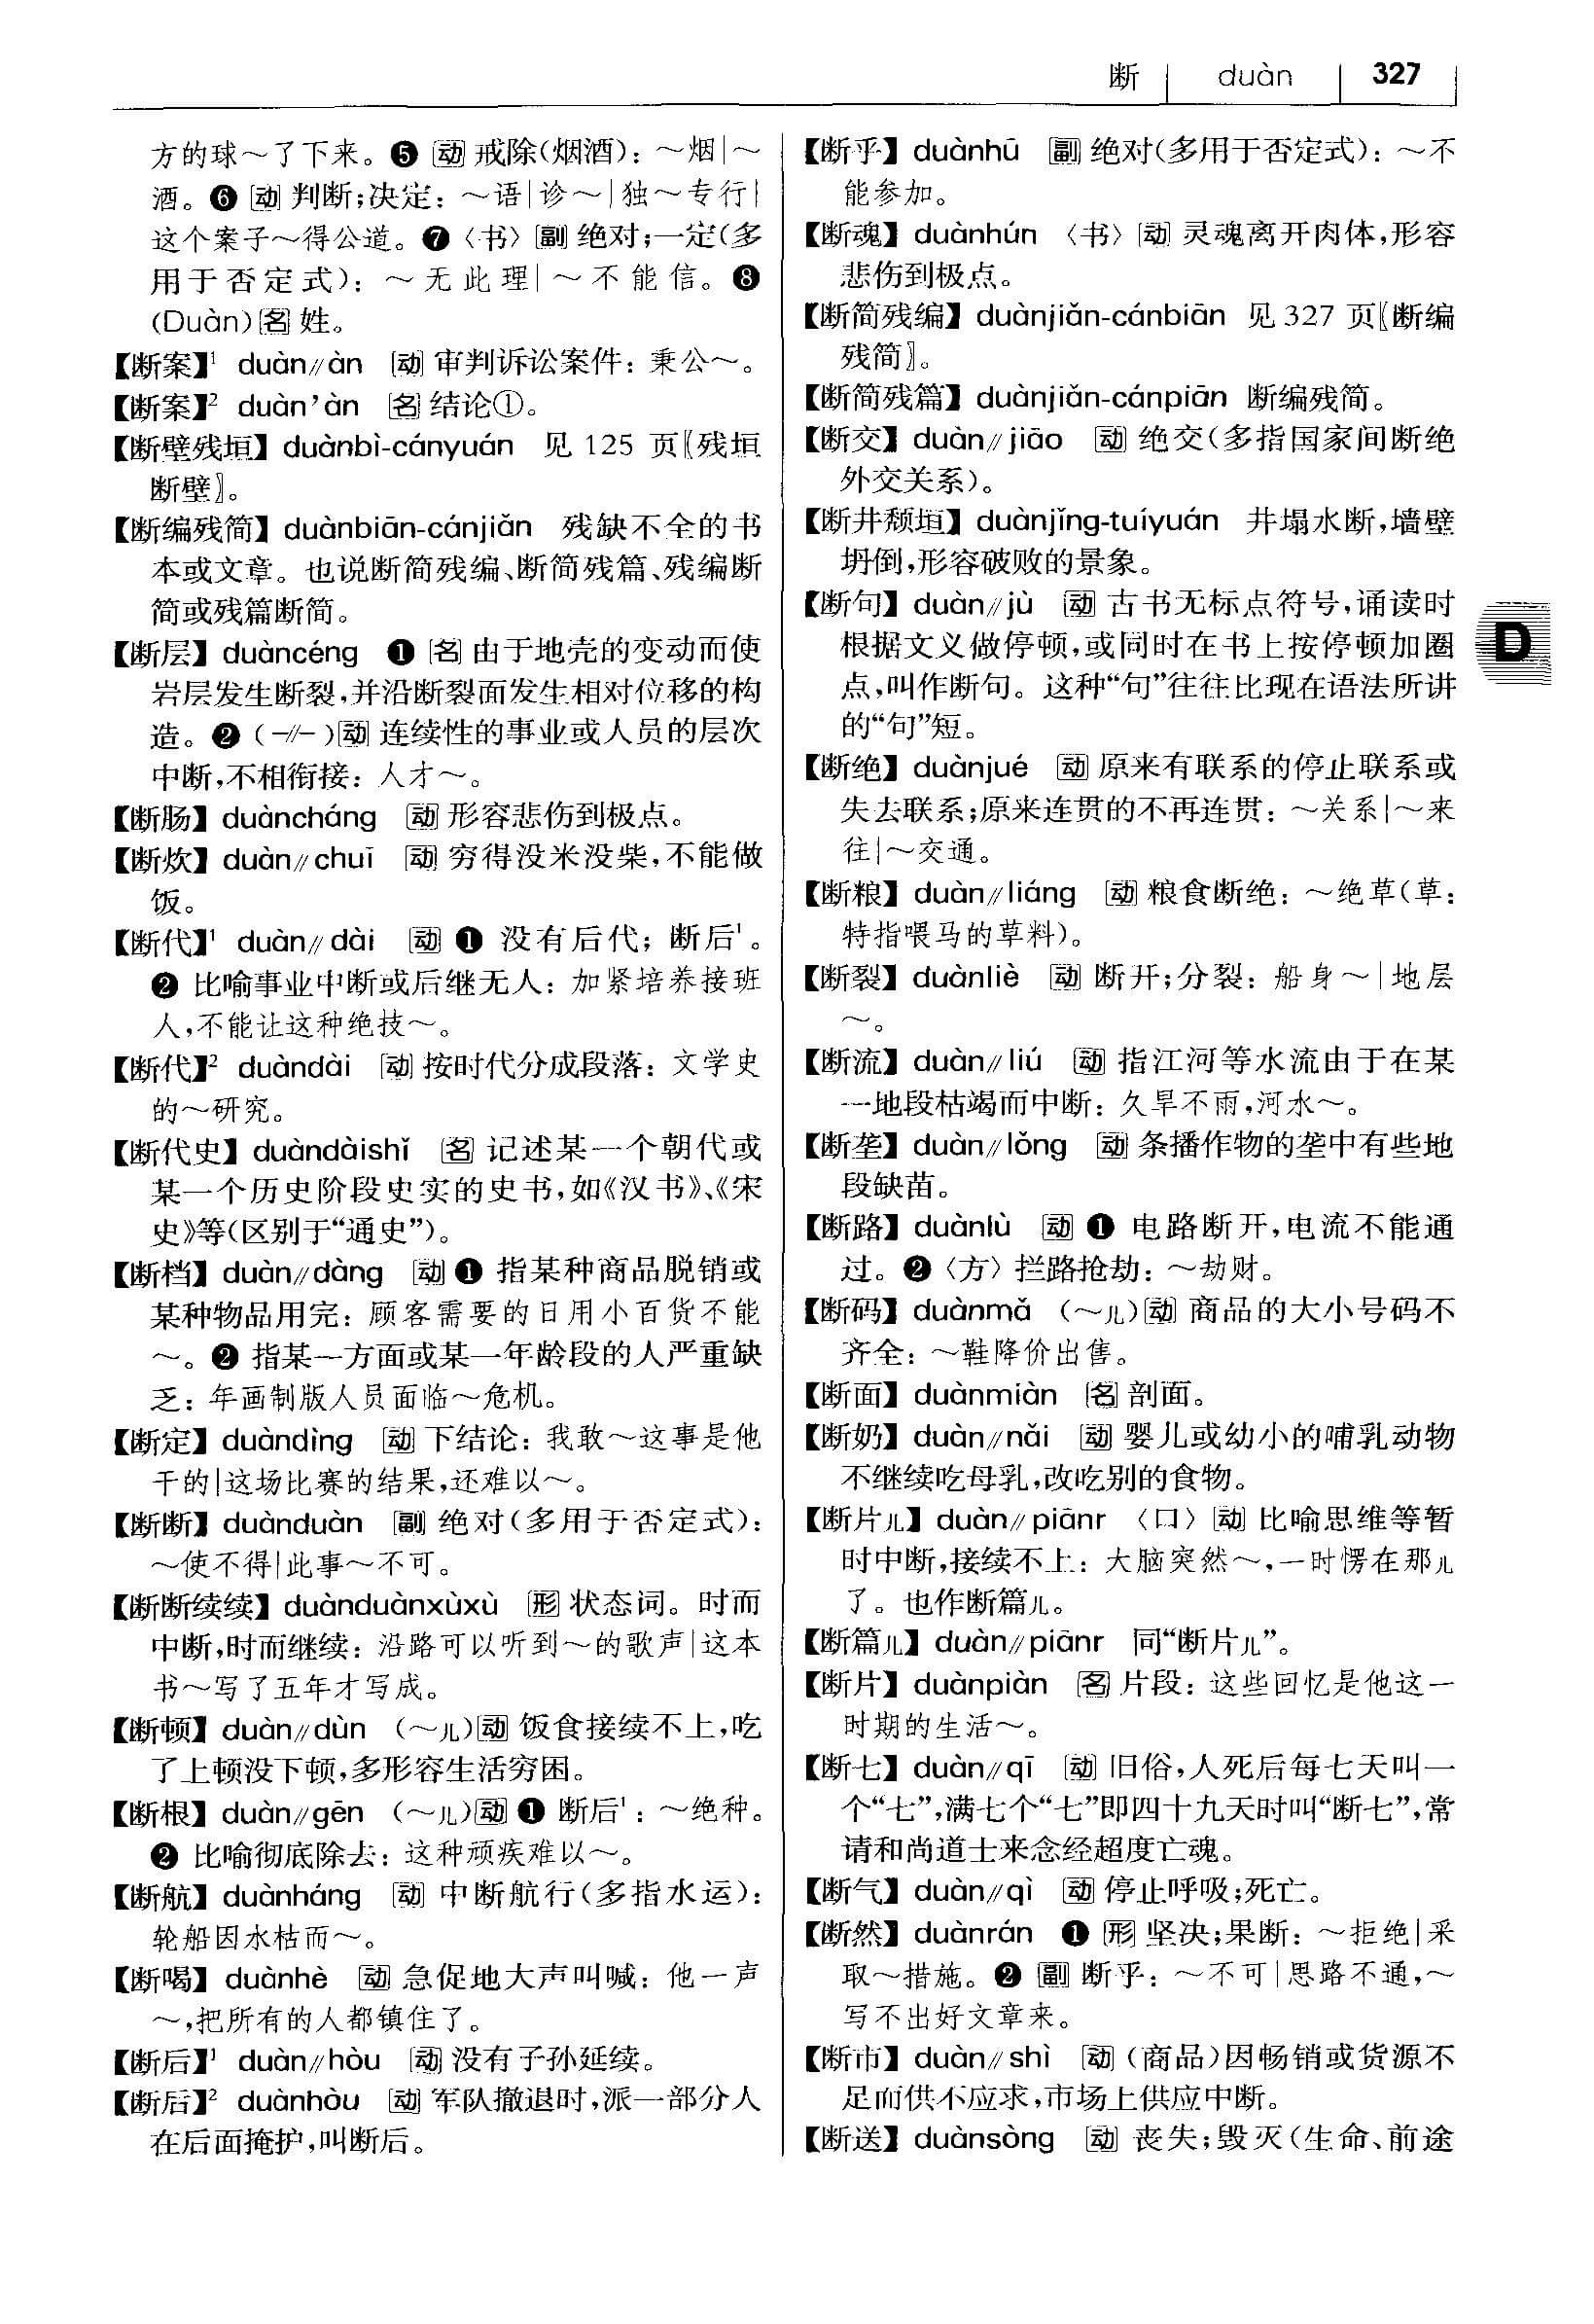 断 duàn 327
方的球～了下来。❺ 动 戒除(烟酒)：～烟|～
酒。❻ 动 判断;决定：～语|诊～|独～专行|
这个案子～得公道。❼〈书〉副 绝对;一定(多
用于否定式)：～无此理|～不能信。❽
(Duàn) 名 姓。
【断案】¹ duàn//àn 动 审判诉讼案件：秉公～。
【断案】² duàn’àn 名 结论①。
【断壁残垣】duànbì-cányuán 见 125 页〖残垣
断壁〗。
【断编残简】duànbiān-cánjiǎn 残缺不全的书
本或文章。也说断简残编、断简残篇、残编断
简或残篇断简。
【断层】duàncéng ❶ 名 由于地壳的变动而使
岩层发生断裂,并沿断裂面发生相对位移的构
造。❷ (-//-) 动 连续性的事业或人员的层次
中断,不相衔接：人才～。
【断肠】duàncháng 动 形容悲伤到极点。
【断炊】duàn//chuī 动 穷得没米没柴,不能做
饭。
【断代】¹ duàn//dài 动 ❶ 没有后代；断后¹。
❷ 比喻事业中断或后继无人：加紧培养接班
人,不能让这种绝技～。
【断代】² duàndài 动 按时代分成段落：文学史
的～研究。
【断代史】duàndàishǐ 名 记述某一个朝代或
某一个历史阶段史实的史书,如《汉书》、《宋
史》等(区别于“通史”)。
【断档】duàn//dàng 动 ❶ 指某种商品脱销或
某种物品用完：顾客需要的日用小百货不能
～。❷ 指某一方面或某一年龄段的人严重缺
乏：年画制版人员面临～危机。
【断定】duàndìng 动 下结论：我敢～这事是他
干的|这场比赛的结果,还难以～。
【断断】duànduàn 副 绝对(多用于否定式)：
～使不得|此事～不可。
【断断续续】duànduànxùxù 形 状态词。时而
中断,时而继续：沿路可以听到～的歌声|这本
书～写了五年才写成。
【断顿】duàn//dùn (～儿) 动 饭食接续不上,吃
了上顿没下顿,多形容生活穷困。
【断根】duàn//gēn (～儿) 动 ❶ 断后¹：～绝种。
❷ 比喻彻底除去：这种顽疾难以～。
【断航】duànháng 动 中断航行(多指水运)：
轮船因水枯而～。
【断喝】duànhè 动 急促地大声叫喊：他一声
～,把所有的人都镇住了。
【断后】¹ duàn//hòu 动 没有子孙延续。
【断后】² duànhòu 动 军队撤退时,派一部分人
在后面掩护,叫断后。
【断乎】duànhū 副 绝对(多用于否定式)：～不
能参加。
【断魂】duànhún 〈书〉动 灵魂离开肉体,形容
悲伤到极点。
【断简残编】duànjiǎn-cánbiān 见 327 页〖断编
残简〗。
【断简残篇】duànjiǎn-cánpiān 断编残简。
【断交】duàn//jiāo 动 绝交(多指国家间断绝
外交关系)。
【断井颓垣】duànjǐng-tuíyuán 井塌水断,墙壁
坍倒,形容破败的景象。
【断句】duàn//jù 动 古书无标点符号,诵读时
根据文义做停顿,或同时在书上按停顿加圈
点,叫作断句。这种“句”往往比现在语法所讲
的“句”短。
【断绝】duànjué 动 原来有联系的停止联系或
失去联系;原来连贯的不再连贯：～关系|～来
往|～交通。
【断粮】duàn//liáng 动 粮食断绝：～绝草(草：
特指喂马的草料)。
【断裂】duànliè 动 断开;分裂：船身～|地层
～。
【断流】duàn//liú 动 指江河等水流由于在某
一地段枯竭而中断：久旱不雨,河水～。
【断垄】duàn//lǒng 动 条播作物的垄中有些地
段缺苗。
【断路】duànlù 动 ❶ 电路断开,电流不能通
过。❷〈方〉拦路抢劫：～劫财。
【断码】duànmǎ (～儿) 动 商品的大小号码不
齐全：～鞋降价出售。
【断面】duànmiàn 名 剖面。
【断奶】duàn//nǎi 动 婴儿或幼小的哺乳动物
不继续吃母乳,改吃别的食物。
【断片儿】duàn//piānr 〈口〉动 比喻思维等暂
时中断,接续不上：大脑突然～,一时愣在那儿
了。也作断篇儿。
【断篇儿】duàn//piānr 同“断片儿”。
【断片】duànpiàn 名 片段：这些回忆是他这一
时期的生活～。
【断七】duàn//qī 动 旧俗,人死后每七天叫一
个“七”,满七个“七”即四十九天时叫“断七”,常
请和尚道士来念经超度亡魂。
【断气】duàn//qì 动 停止呼吸;死亡。
【断然】duànrán ❶ 形 坚决;果断：～拒绝|采
取～措施。❷ 副 断乎：～不可|思路不通,～
写不出好文章来。
【断市】duàn//shì 动 (商品)因畅销或货源不
足而供不应求,市场上供应中断。
【断送】duànsòng 动 丧失;毁灭(生命、前途
D